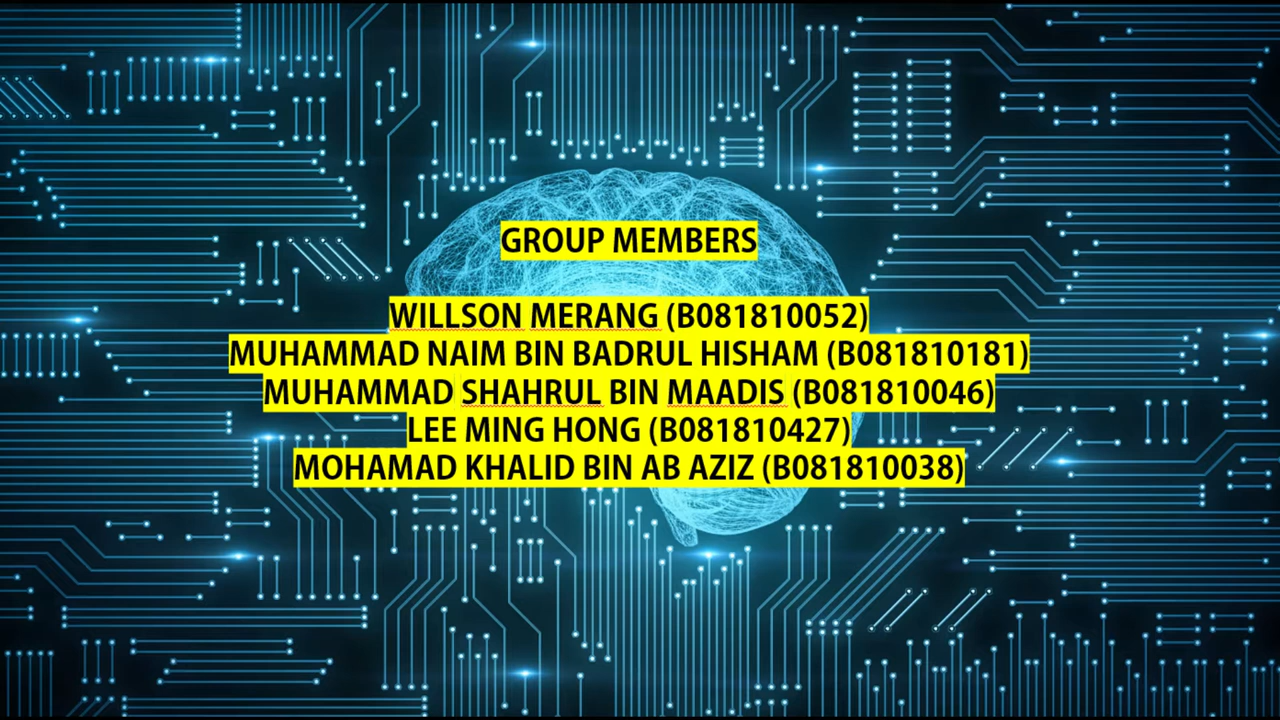 GROUP MEMBERS
WILLSON MERANG (B081810052)
MUHAMMAD NAIM BIN BADRUL HISHAM (B081810181)
MUHAMMAD SHAHRUL BIN MAADIS (B081810046)
LEE MING HONG (B081810427)
MOHAMAD KHALID BIN AB AZIZ (B081810038)